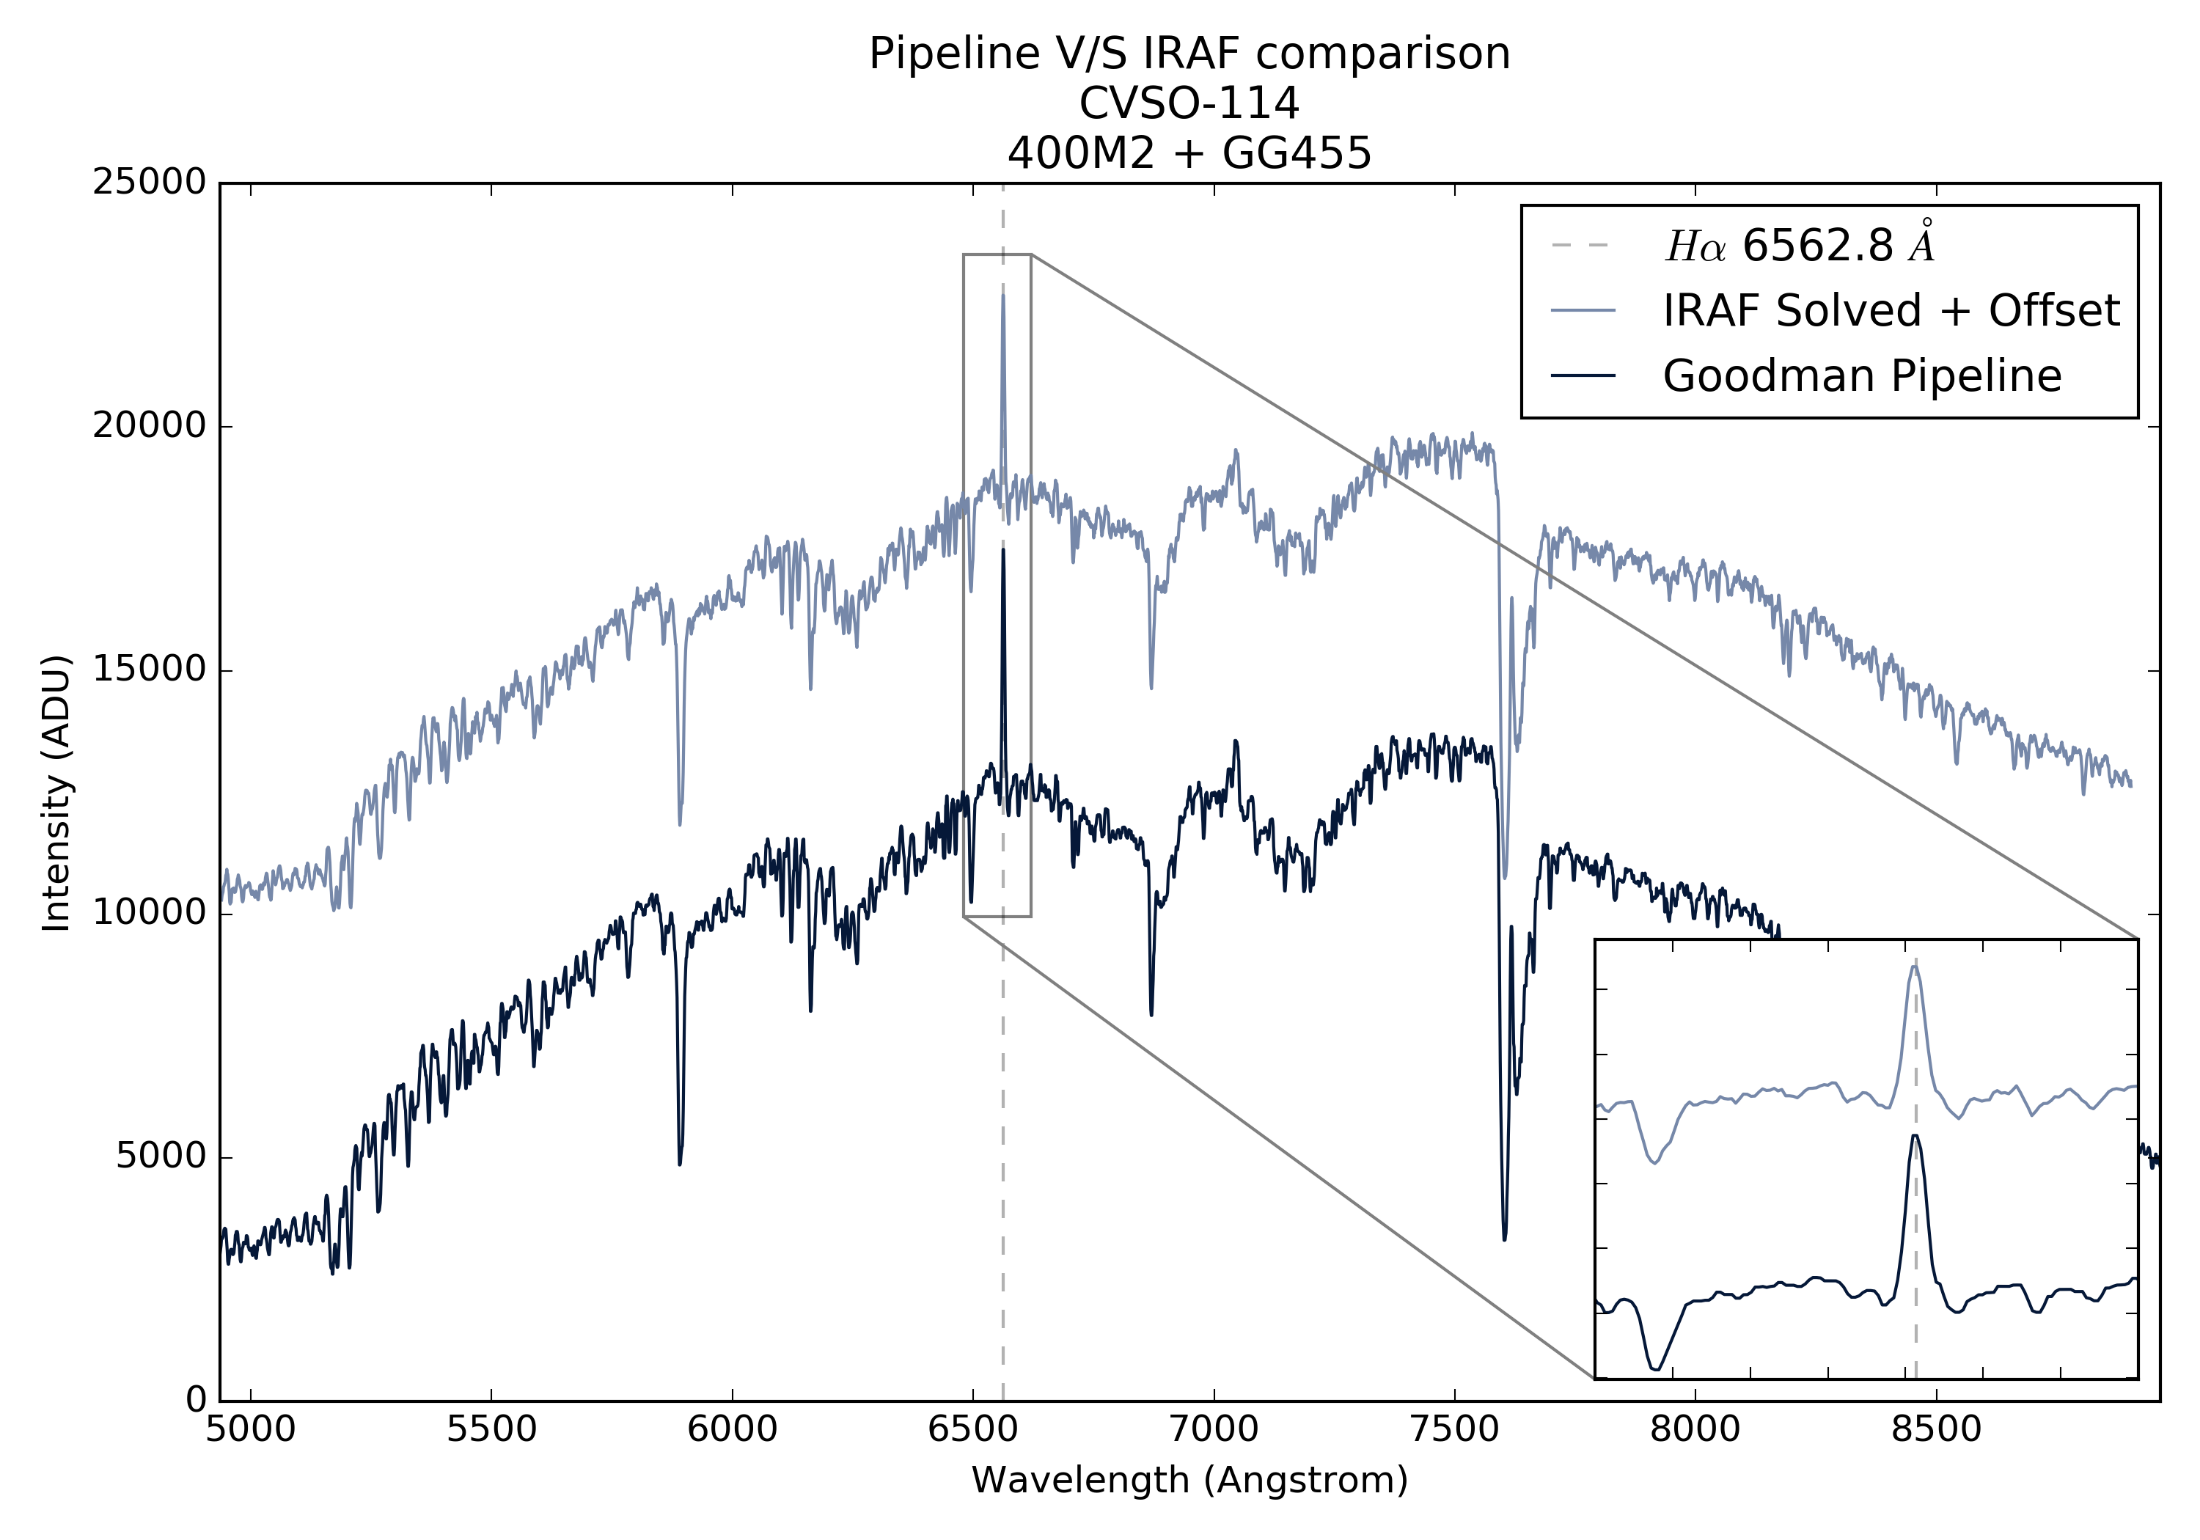 Pipeline V/S IRAF comparison
CVSO-114
400M2 + GG455
25000
20000
15000
10000
5000
0
Intensity (ADU)
Hα 6562.8 Å
IRAF Solved + Offset
Goodman Pipeline
5000 5500 6000 6500 7000 7500 8000 8500
Wavelength (Angstrom)